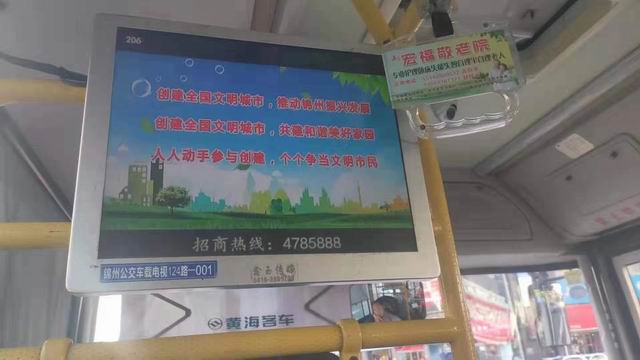 206
创建全国文明城市，推动锦州振兴发展
创建全国文明城市，共建和谐美好家园
人人动手参与创建，个个争当文明市民
招商热线：4785888
锦州公交车载电视124路—001
宏福敬老院
黄海客车